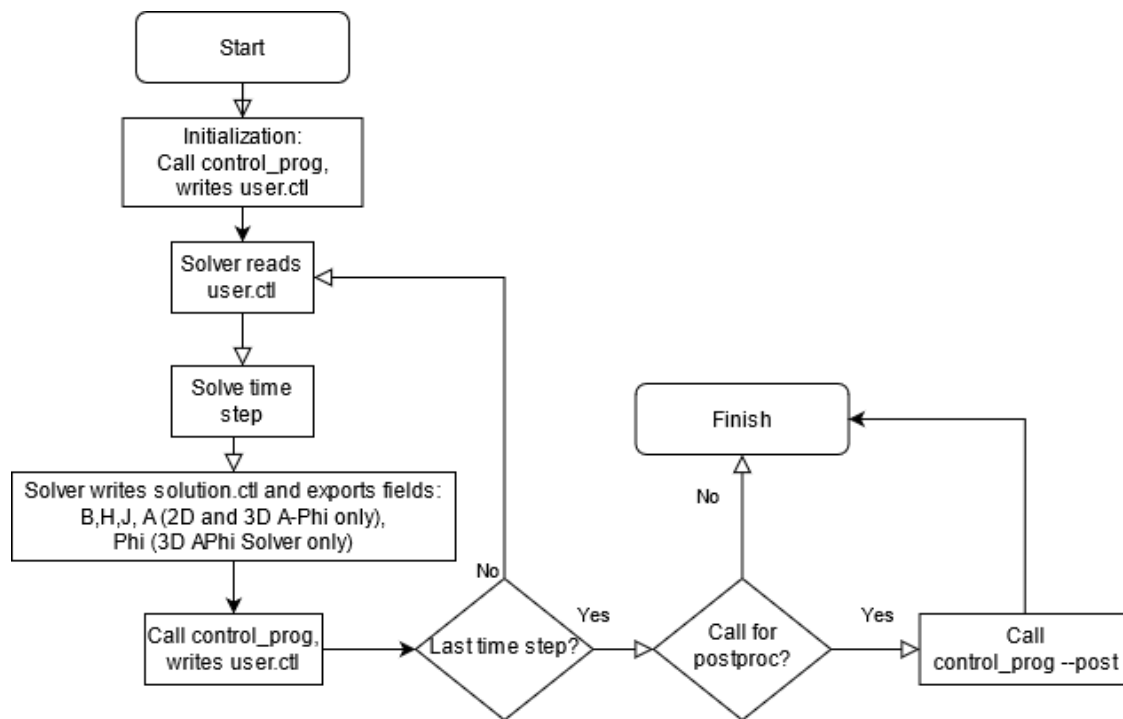 Start
Initialization:
Call control_prog,
writes user.ctl
Solver reads
user.ctl
Solve time
step
Solver writes solution.ctl and exports fields:
B,H,J, A (2D and 3D A-Phi only),
Phi (3D APhi Solver only)
Call control_prog,
writes user.ctl
No
Last time step?
Yes
Call for
postproc?
No
Finish
Yes
Call
control_prog --post